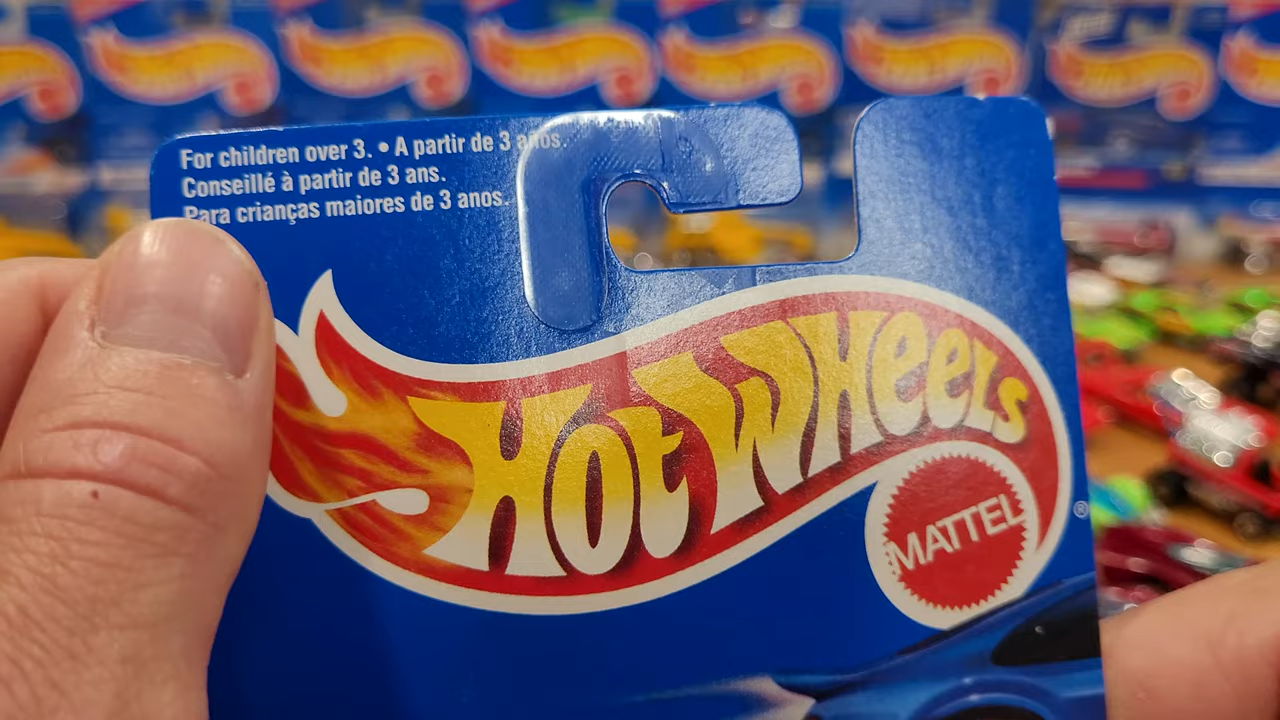 For children over 3. • A partir de 3 años.
Conseillé à partir de 3 ans.
Para crianças maiores de 3 anos.
HOT WHEELS
MATTEL
®